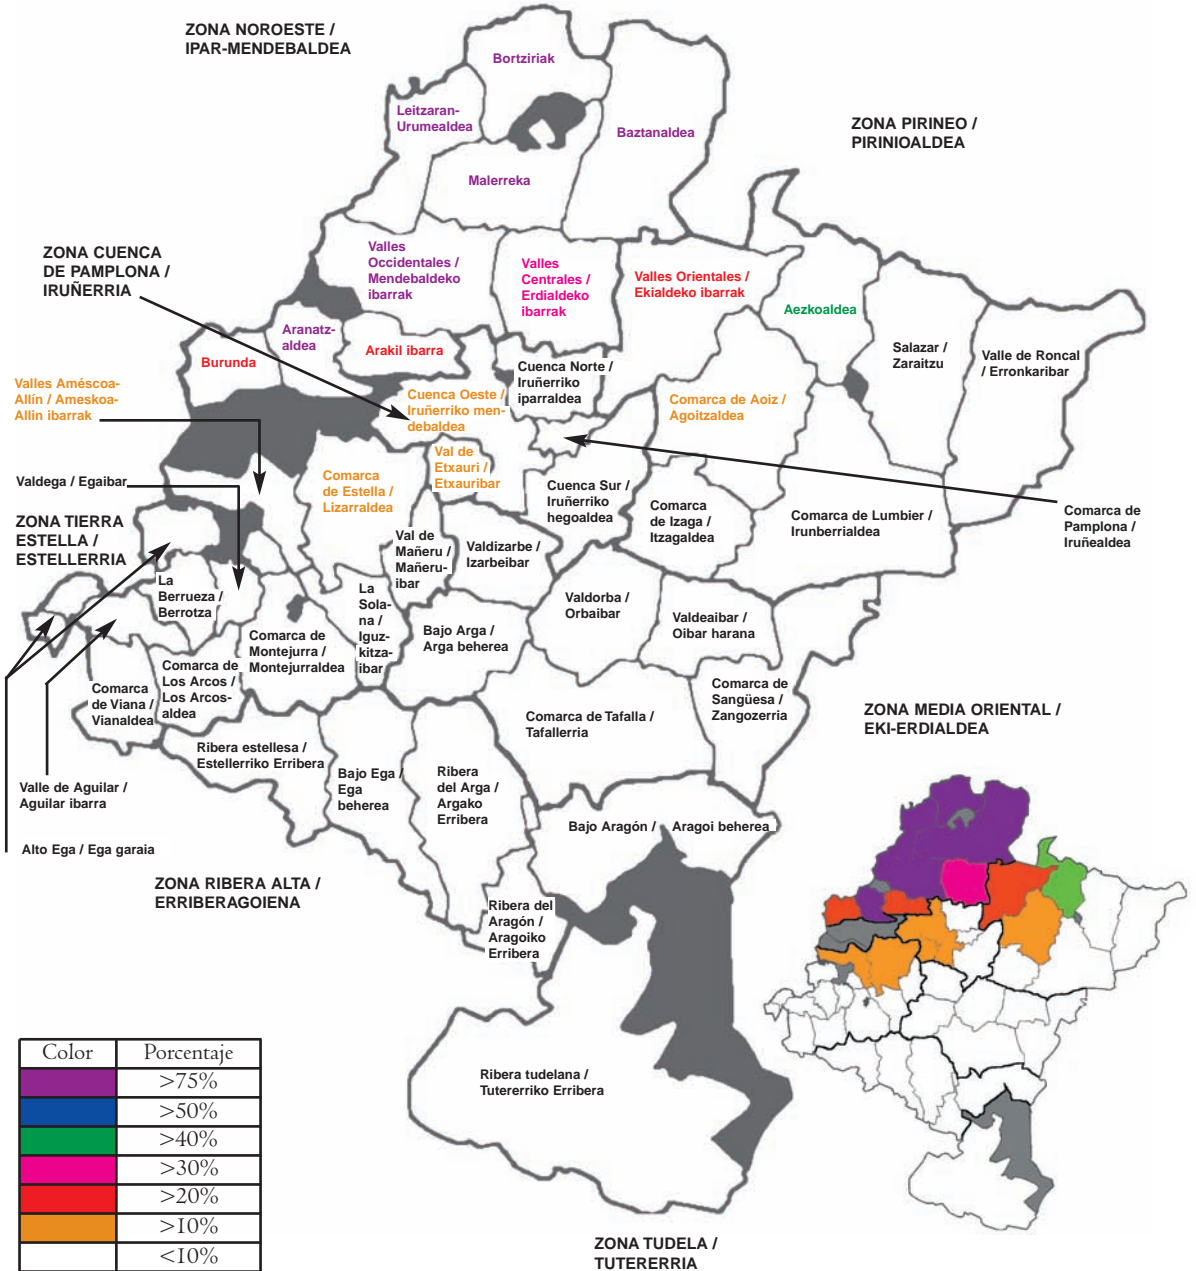 ZONA NOROESTE /
IPAR-MENDEBALDEA
Bortziriak
Leitzaran-
Urumealdea
Baztanaldea
ZONA PIRINEO /
PIRINIOALDEA
Malerreka
ZONA CUENCA
DE PAMPLONA /
IRUÑERRIA
Valles
Occidentales /
Mendebaldeko
ibarrak
Valles
Centrales /
Erdialdeko
ibarrak
Valles Orientales /
Ekialdeko ibarrak
Aezkoaldea
Aranatz-
aldea
Burunda
Arakil ibarra
Salazar /
Zaraitzu
Valle de Roncal
/ Erronkaribar
Cuenca Norte /
Iruñerriko
iparraldea
Valles Améscoa-
Allín / Ameskoa-
Allin ibarrak
Cuenca Oeste /
Iruñerriko men-
debaldea
Comarca de Aoiz /
Agoitzaldea
Val de
Etxauri /
Etxauribar
Comarca
de Estella /
Lizarraldea
Valdega / Egaibar
Cuenca Sur /
Iruñerriko
hegoaldea
Comarca
de Izaga /
Itzagaldea
Comarca de Lumbier /
Irunberrialdea
Comarca de
Pamplona /
Iruñealdea
ZONA TIERRA
ESTELLA /
ESTELLERRIA
Val de
Mañeru /
Mañeru-
ibar
Valdizarbe /
Izarbeibar
La
Berrueza /
Berrotza
La
Sola-
na /
Iguz-
kitza-
ibar
Valdorba /
Orbaibar
Valdeaibar /
Oibar harana
Comarca de
Montejurra /
Montejurraldea
Bajo Arga /
Arga beherea
Comarca de
Los Arcos /
Los Arcos-
aldea
Comarca
de Viana /
Vianaldea
Comarca de
Sangüesa /
Zangozerria
Comarca de Tafalla /
Tafallerria
ZONA MEDIA ORIENTAL /
EKI-ERDIALDEA
Ribera estellesa /
Estellerriko Erribera
Bajo Ega /
Ega
beherea
Ribera
del Arga /
Argako
Erribera
Valle de Aguilar /
Aguilar ibarra
Bajo Aragón / Aragoi beherea
Alto Ega / Ega garaia
ZONA RIBERA ALTA /
ERRIBERAGOIENA
Ribera del
Aragón /
Aragoiko
Erribera
Ribera tudelana /
Tutererriko Erribera
Color Porcentaje
>75%
>50%
>40%
>30%
>20%
>10%
<10%
ZONA TUDELA /
TUTERERRIA